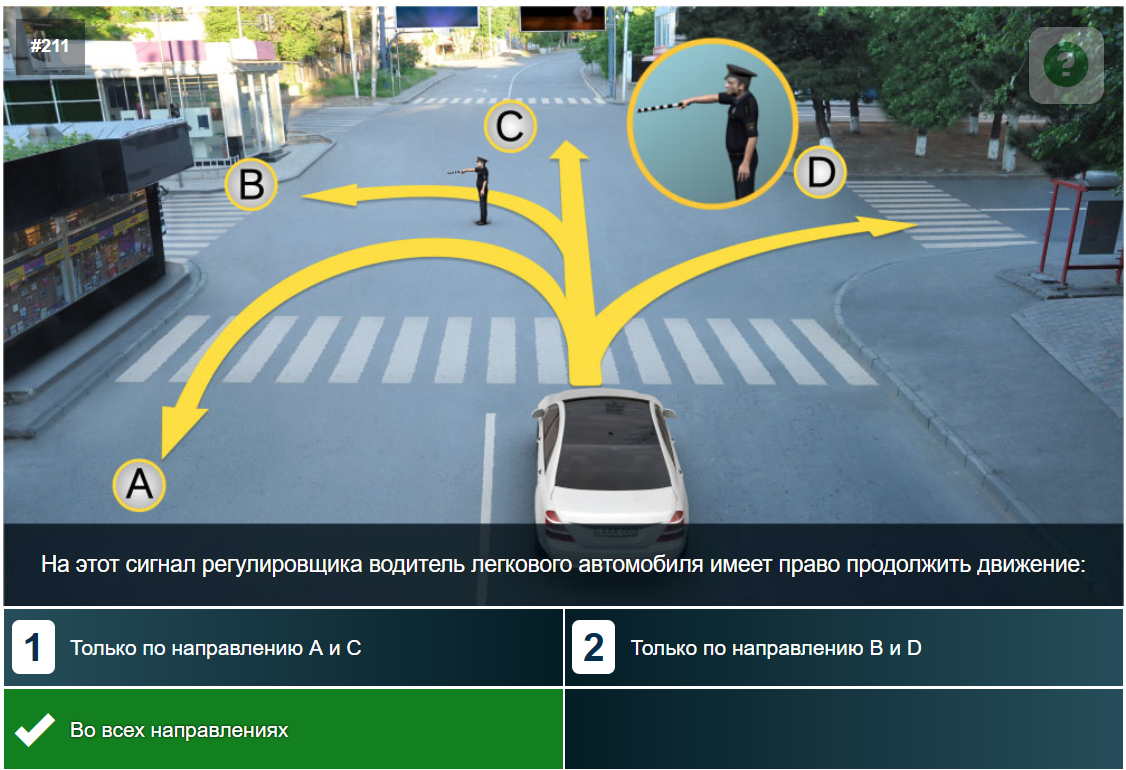 #211
?
C
B
D
A
На этот сигнал регулировщика водитель легкового автомобиля имеет право продолжить движение:
1 Только по направлению A и C
2 Только по направлению B и D
Во всех направлениях